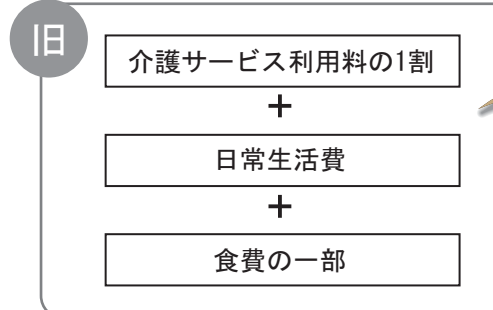 旧
介護サービス利用料の1割
+
日常生活費
+
食費の一部